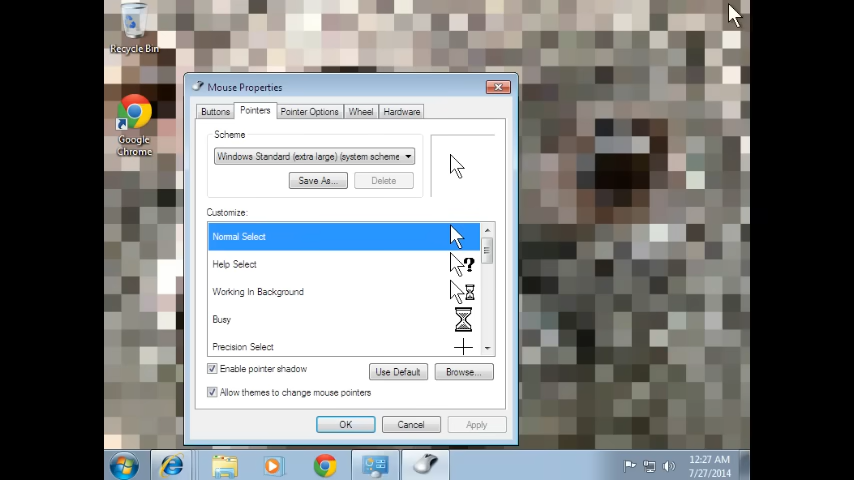 Recycle Bin
Google
Chrome
Mouse Properties
Buttons Pointers Pointer Options Wheel Hardware
Scheme
Windows Standard (extra large) (system scheme
Save As... Delete
Customize:
Normal Select
Help Select
Working In Background
Busy
Precision Select
Enable pointer shadow
Use Default Browse...
Allow themes to change mouse pointers
OK Cancel Apply
12:27 AM
7/27/2014